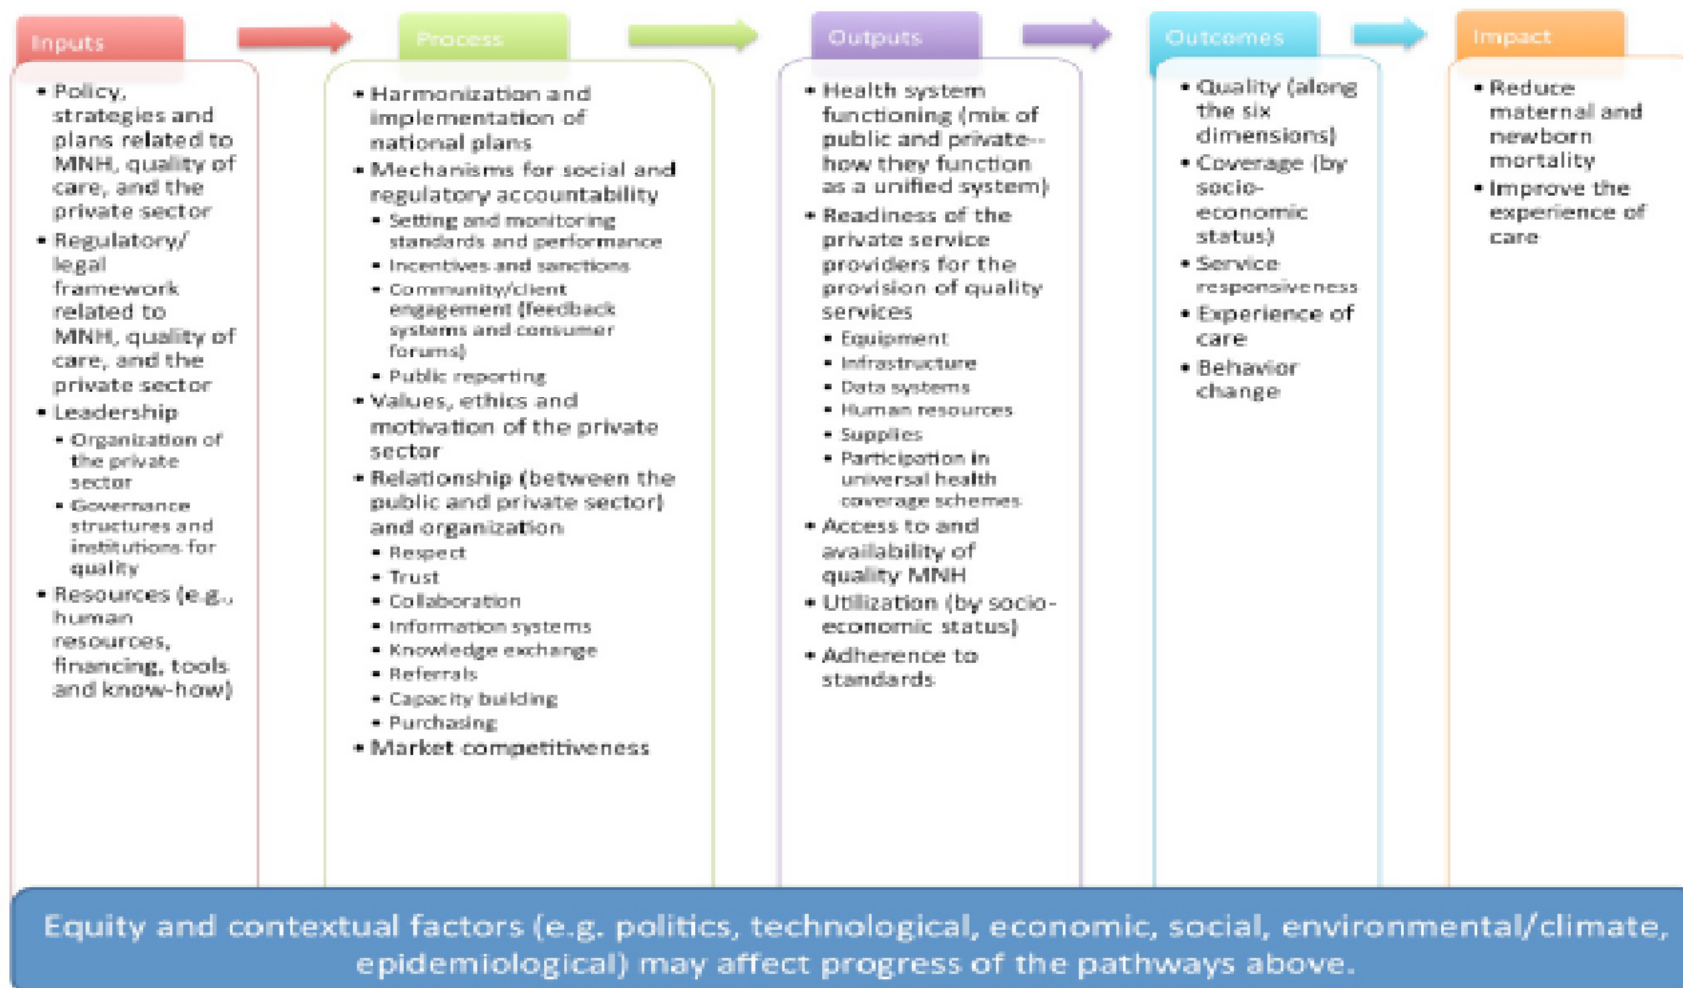 Inputs
Policy,
strategies and
plans related to
MNH, quality of
care, and the
private sector
Regulatory/
legal
framework
related to
MNH, quality of
care, and the
private sector
Leadership
Organization of
the private
sector
Governance
structures and
institutions for
quality
Resources (e.g.,
human
resources,
financing, tools
and know-how)
Process
Harmonization and
implementation of
national plans
Mechanisms for social and
regulatory accountability
Setting and monitoring
standards and performance
Incentives and sanctions
Community/client
engagement (feedback
systems and consumer
forums)
Public reporting
Values, ethics and
motivation of the private
sector
Relationship (between the
public and private sector)
and organization
Respect
Trust
Collaboration
Information systems
Knowledge exchange
Referrals
Capacity building
Purchasing
Market competitiveness
Outputs
Health system
functioning (mix of
public and private--
how they function
as a unified system)
Readiness of the
private service
providers for the
provision of quality
services
Equipment
Infrastructure
Data systems
Human resources
Supplies
Participation in
universal health
coverage schemes
Access to and
availability of
quality MNH
Utilization (by socio-
economic status)
Adherence to
standards
Outcomes
Quality (along
the six
dimensions)
Coverage (by
socio-
economic
status)
Service
responsiveness
Experience of
care
Behavior
change
Impact
Reduce
maternal and
newborn
mortality
Improve the
experience of
care
Equity and contextual factors (e.g. politics, technological, economic, social, environmental/climate,
epidemiological) may affect progress of the pathways above.